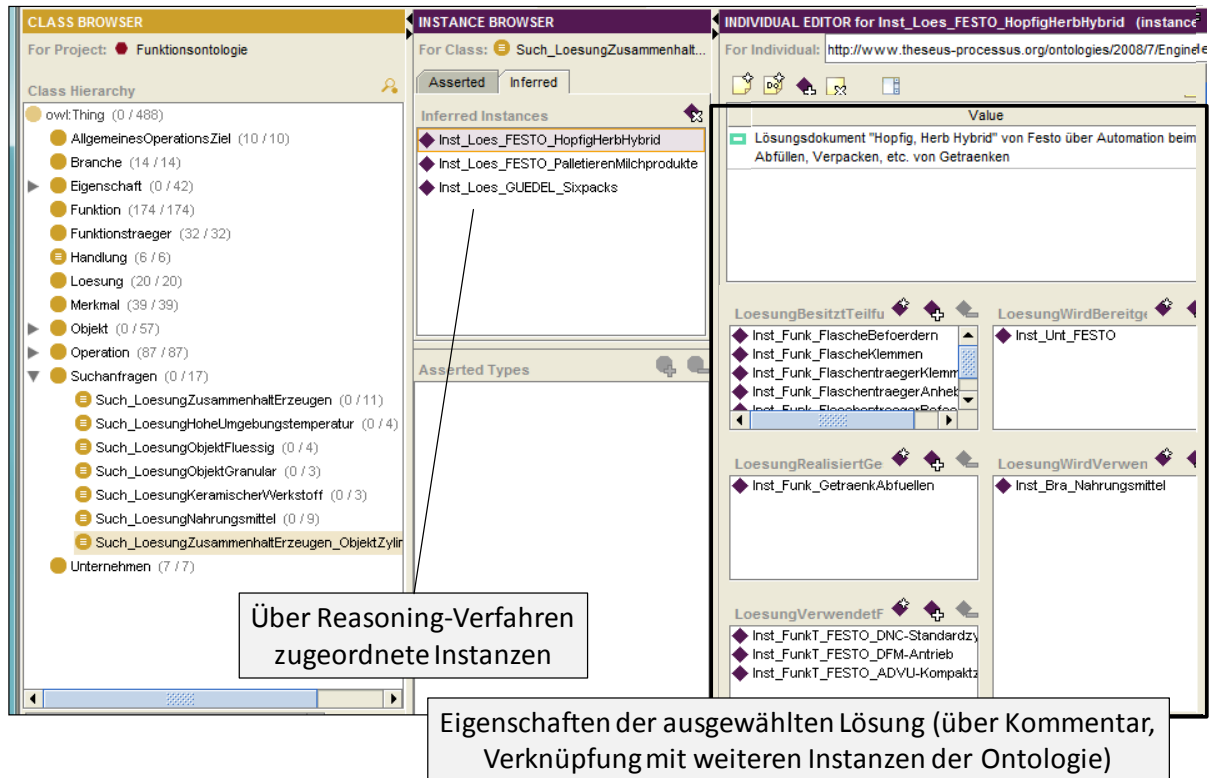 CLASS BROWSER
For Project: Funktionsontologie
Class Hierarchy
owl:Thing (0 / 488)
AllgemeinesOperationsZiel (10 / 10)
Branche (14 / 14)
Eigenschaft (0 / 42)
Funktion (174 / 174)
Funktionstraeger (32 / 32)
Handlung (6 / 6)
Loesung (20 / 20)
Merkmal (39 / 39)
Objekt (0 / 57)
Operation (87 / 87)
Suchanfragen (0 / 17)
Such_LoesungZusammenhaltErzeugen (0 / 11)
Such_LoesungHoheUmgebungstemperatur (0 / 4)
Such_LoesungObjektFluessig (0 / 4)
Such_LoesungObjektGranular (0 / 3)
Such_LoesungKeramischerWerkstoff (0 / 3)
Such_LoesungNahrungsmittel (0 / 9)
Such_LoesungZusammenhaltErzeugen_ObjektZylir
Unternehmen (7 / 7)
INSTANCE BROWSER
For Class: Such_LoesungZusammenhalt...
Asserted Inferred
Inferred Instances
Inst_Loes_FESTO_HopfigHerbHybrid
Inst_Loes_FESTO_PalletierenMilchprodukte
Inst_Loes_GUEDEL_Sixpacks
Asserted Types
INDIVIDUAL EDITOR for Inst_Loes_FESTO_HopfigHerbHybrid (instance
For Individual: http://www.theseus-processus.org/ontologies/2008/7/Engine
Value
Lösungsdokument "Hopfig, Herb Hybrid" von Festo über Automation beim
Abfüllen, Verpacken, etc. von Getraenken
LoesungBesitztTeilfu
Inst_Funk_FlascheBefoerdern
Inst_Funk_FlascheKlemmen
Inst_Funk_FlaschentraegerKlemm
Inst_Funk_FlaschentraegerAnheb
LoesungWirdBereitge
Inst_Unt_FESTO
LoesungRealisiertGe
Inst_Funk_GetraenkAbfuellen
LoesungWirdVerwen
Inst_Bra_Nahrungsmittel
LoesungVerwendetF
Inst_FunkT_FESTO_DNC-Standardzy
Inst_FunkT_FESTO_DFM-Antrieb
Inst_FunkT_FESTO_ADVU-Kompaktz
Über Reasoning-Verfahren
zugeordnete Instanzen
Eigenschaften der ausgewählten Lösung (über Kommentar,
Verknüpfung mit weiteren Instanzen der Ontologie)